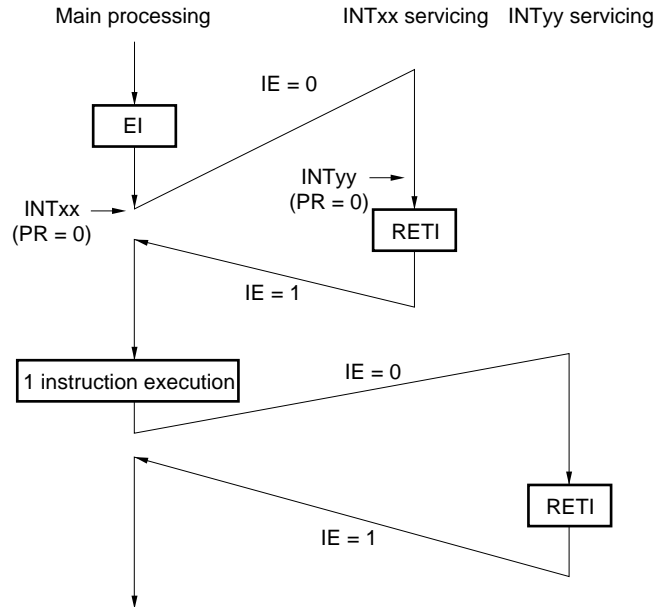 Main processing
INTxx servicing
INTyy servicing
IE = 0
EI
INTyy
(PR = 0)
INTxx
(PR = 0)
RETI
IE = 1
1 instruction execution
IE = 0
RETI
IE = 1